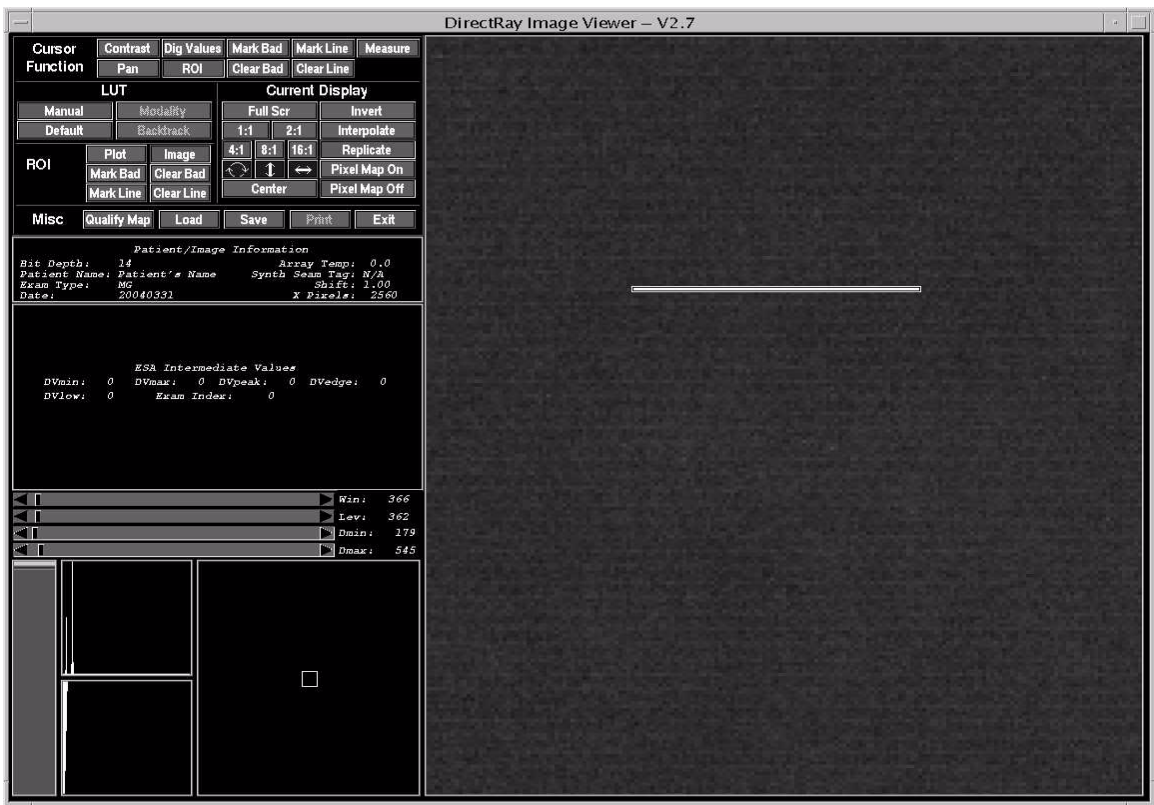 DirectRay Image Viewer – V2.7
Cursor Function
Contrast Dig Values Mark Bad Mark Line Measure
Pan ROI Clear Bad Clear Line
LUT
Manual Modality
Default Backtrack
Current Display
Full Scr Invert
1:1 2:1 Interpolate
4:1 8:1 16:1 Replicate
Pixel Map On
Center Pixel Map Off
ROI
Plot Image
Mark Bad Clear Bad
Mark Line Clear Line
Misc Qualify Map Load Save Print Exit
Patient/Image Information
Bit Depth: 14 Array Temp: 0.0
Patient Name: Patient's Name Synth Seam Tag: N/A
Exam Type: MG Shift: 1.00
Date: 20040331 X Pixels: 2560
ESA Intermediate Values
DVmin: 0 DVmax: 0 DVpeak: 0 DVedge: 0
DVlow: 0 Exam Index: 0
Win: 366
Lev: 362
Dmin: 179
Dmax: 545